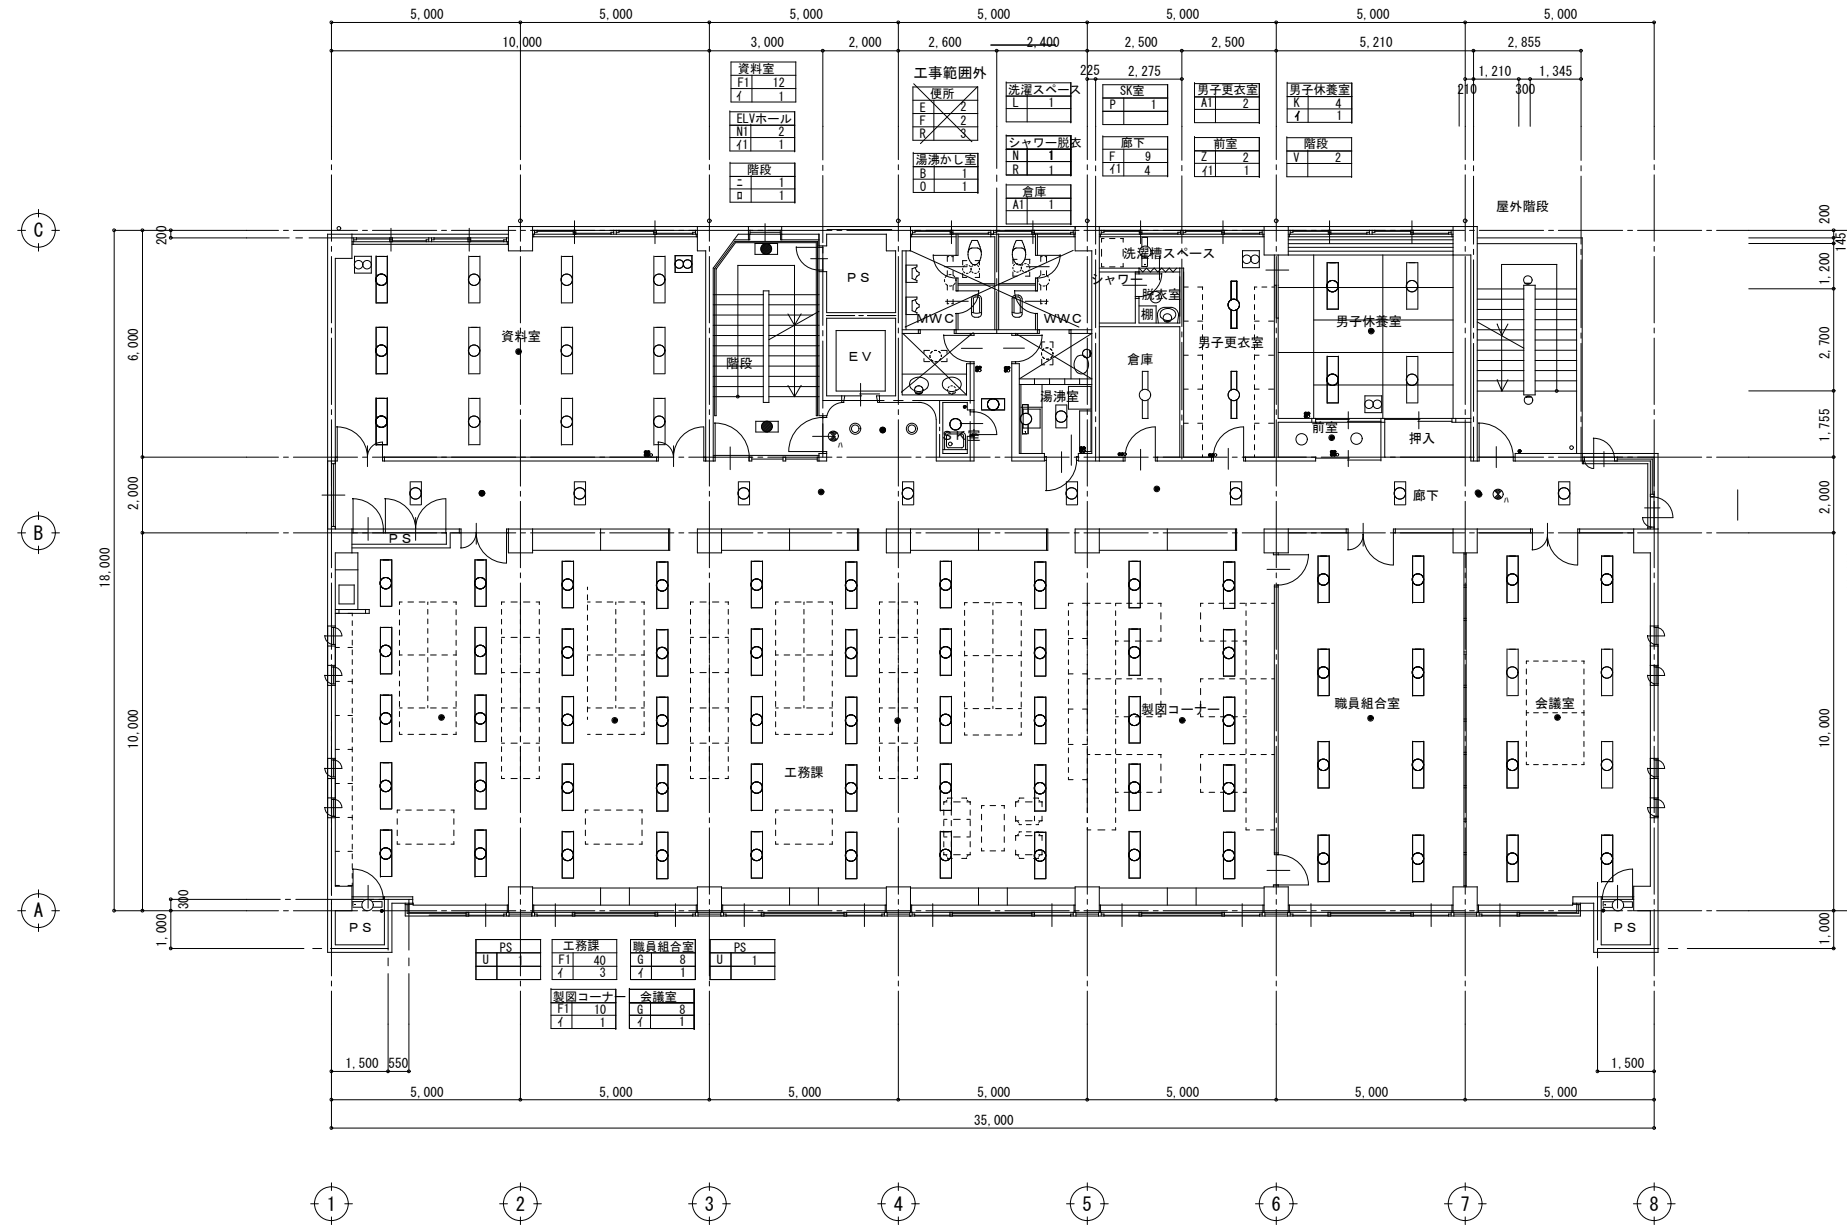 5,000 5,000 5,000 5,000 5,000 5,000 5,000
10,000 3,000 2,000 2,600 2,400 2,500 2,500 5,210 2,855
225 2,275 1,210 1,345
210 300
資料室
F1 12
イ 1
ELVホール
N1 2
イ1 1
階段
ニ 1
ロ 1
工事範囲外
便所
E 2
F 2
R 3
湯沸かし室
B 1
O 1
洗濯スペース
L 1
シャワー脱衣
N 1
R 1
倉庫
A1 1
SK室
P 1
廊下
F 9
イ1 4
男子更衣室
A1 2
前室
Z 2
イ1 1
男子休養室
K 4
イ 1
階段
V 2
屋外階段
C
200
200
145
1,200
6,000
2,700
1,755
2,000
2,000
B
18,000
10,000
10,000
300
A
1,000
1,000
資料室
階段
PS
EV
MWC
WWC
洗濯槽スペース
シャワー
脱衣室
棚
倉庫
男子更衣室
男子休養室
湯沸室
SK室
前室
押入
ハ
廊下
ハ
PS
工務課
製図コーナー
職員組合室
会議室
PS
PS
PS
U 1
工務課
F1 40
イ 3
職員組合室
G 8
イ 1
PS
U 1
製図コーナー
F1 10
イ 1
会議室
G 8
イ 1
1,500 550 1,500
5,000 5,000 5,000 5,000 5,000 5,000 5,000
35,000
1 2 3 4 5 6 7 8